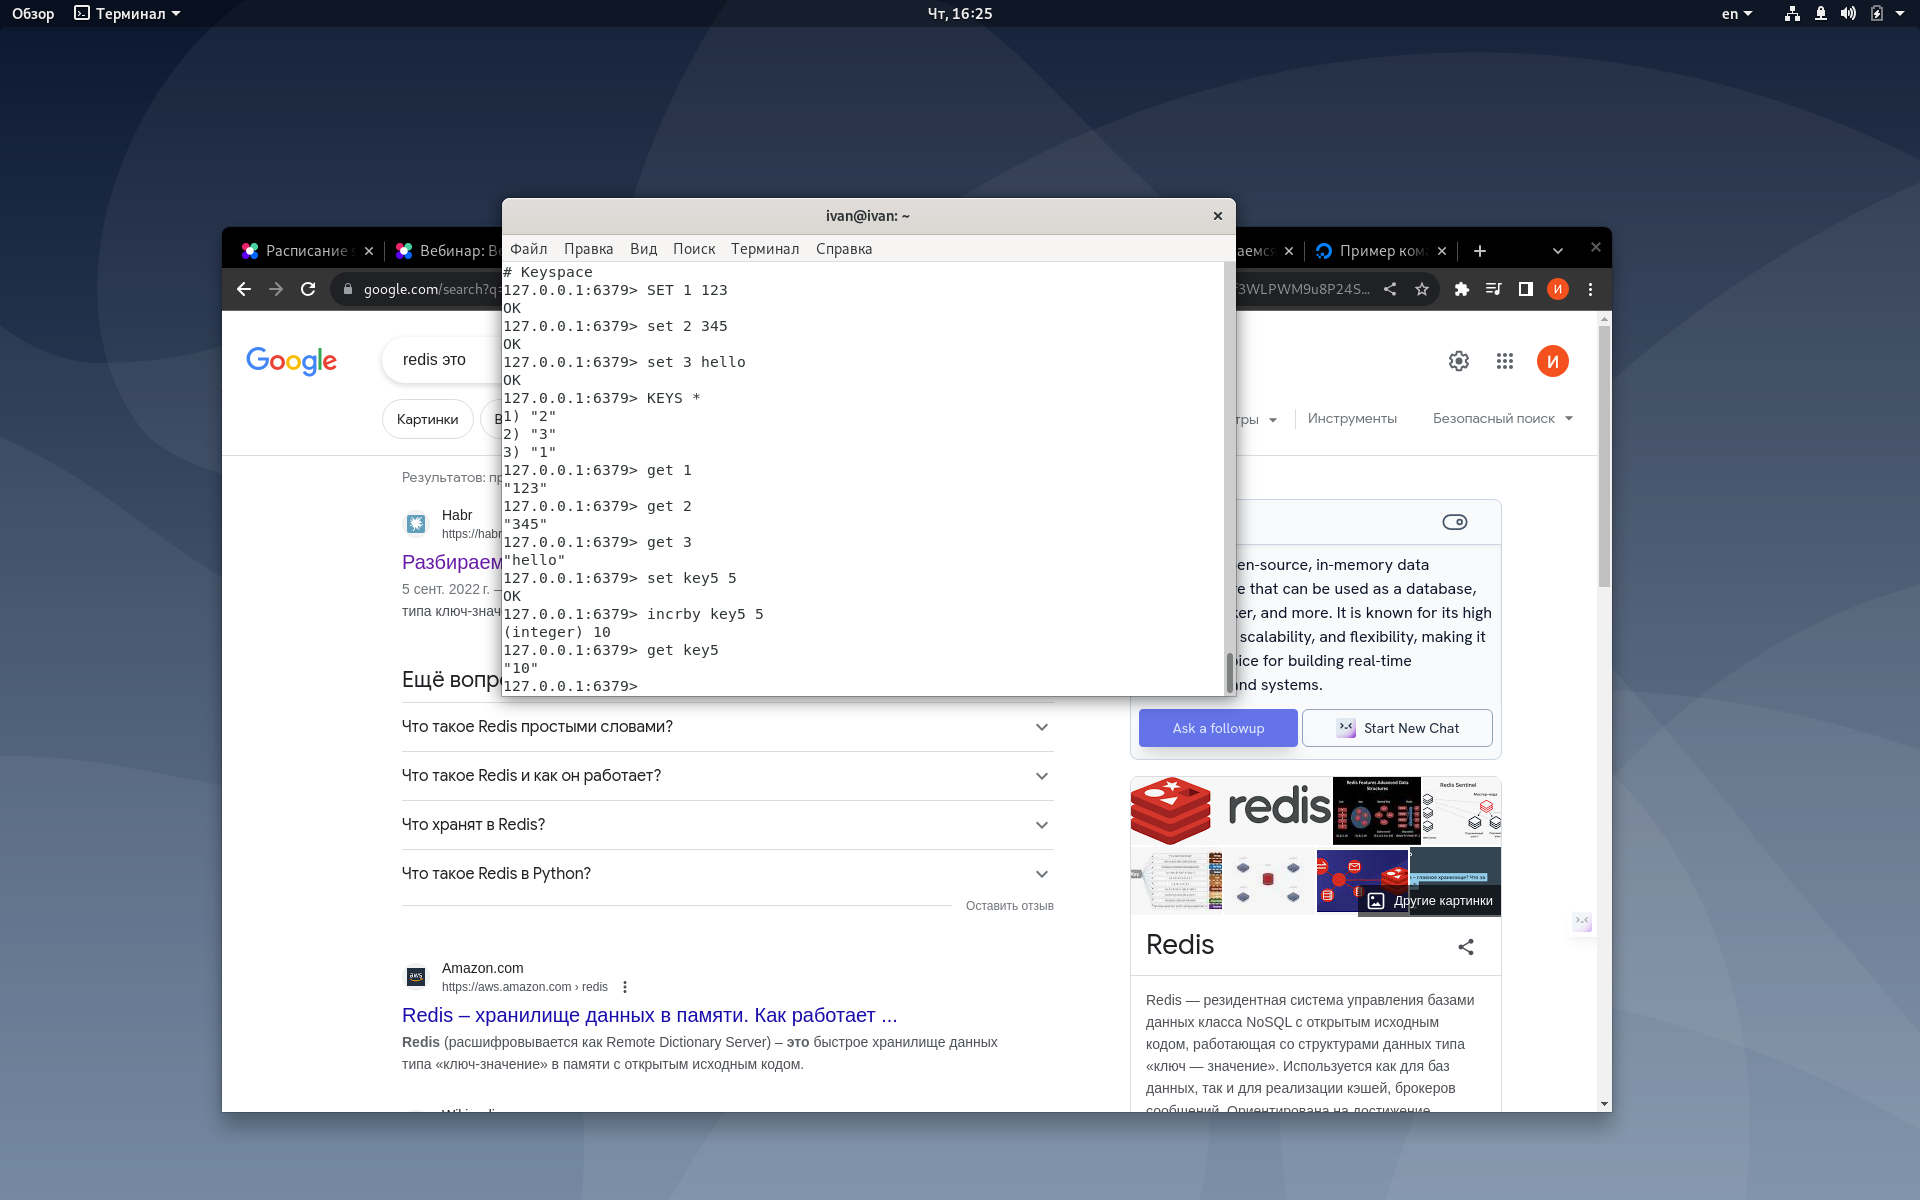 Обзор
Терминал
Чт, 16:25
en
ivan@ivan: ~
Файл Правка Вид Поиск Терминал Справка
# Keyspace
127.0.0.1:6379> SET 1 123
OK
127.0.0.1:6379> set 2 345
OK
127.0.0.1:6379> set 3 hello
OK
127.0.0.1:6379> KEYS *
1) "2"
2) "3"
3) "1"
127.0.0.1:6379> get 1
"123"
127.0.0.1:6379> get 2
"345"
127.0.0.1:6379> get 3
"hello"
127.0.0.1:6379> set key5 5
OK
127.0.0.1:6379> incrby key5 5
(integer) 10
127.0.0.1:6379> get key5
"10"
127.0.0.1:6379>
Расписание
Вебинар:
Пример ком
google.com/search?q=
f3WLPWM9u8P24S...
И
Google
redis это
И
Картинки
Инструменты
Безопасный поиск
Результатов:
Habr
https://habr
Разбираем
5 сент. 2022 г. —
типа ключ-знач
Ещё вопр
Что такое Redis простыми словами?
Что такое Redis и как он работает?
Что хранят в Redis?
Что такое Redis в Python?
Оставить отзыв
Amazon.com
https://aws.amazon.com › redis
Redis – хранилище данных в памяти. Как работает ...
Redis (расшифровывается как Remote Dictionary Server) – это быстрое хранилище данных
типа «ключ-значение» в памяти с открытым исходным кодом.
en-source, in-memory data
e that can be used as a database,
ker, and more. It is known for its high
scalability, and flexibility, making it
ice for building real-time
nd systems.
Ask a followup
Start New Chat
redis
Redis Features Advanced Data
Structures
Redis Sentinel
Другие картинки
Redis
Redis — резидентная система управления базами
данных класса NoSQL с открытым исходным
кодом, работающая со структурами данных типа
«ключ — значение». Используется как для баз
данных, так и для реализации кэшей, брокеров
сообщений. Ориентирована на достижение